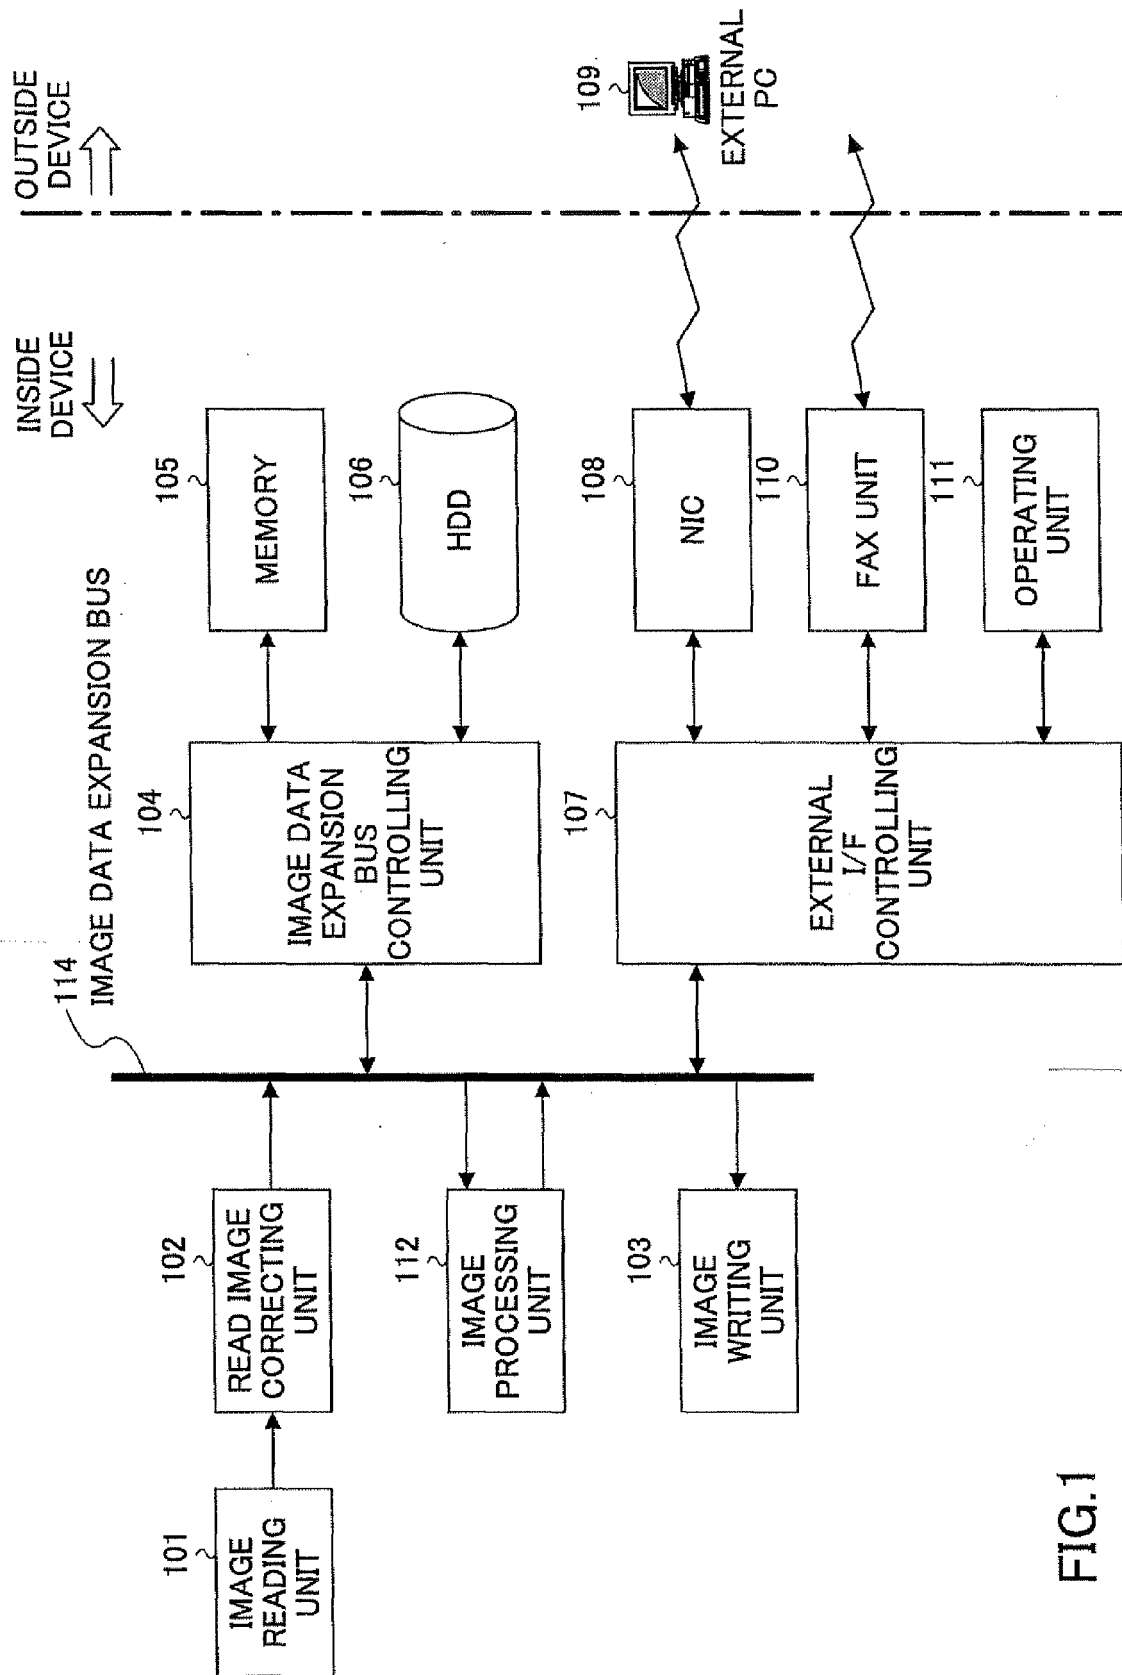 INSIDE
DEVICE
OUTSIDE
DEVICE
114
IMAGE DATA EXPANSION BUS
101
IMAGE
READING
UNIT
102
READ IMAGE
CORRECTING
UNIT
104
IMAGE DATA
EXPANSION
BUS
CONTROLLING
UNIT
105
MEMORY
106
HDD
112
IMAGE
PROCESSING
UNIT
103
IMAGE
WRITING
UNIT
107
EXTERNAL
I/F
CONTROLLING
UNIT
108
NIC
109
EXTERNAL
PC
110
FAX UNIT
111
OPERATING
UNIT
FIG.1